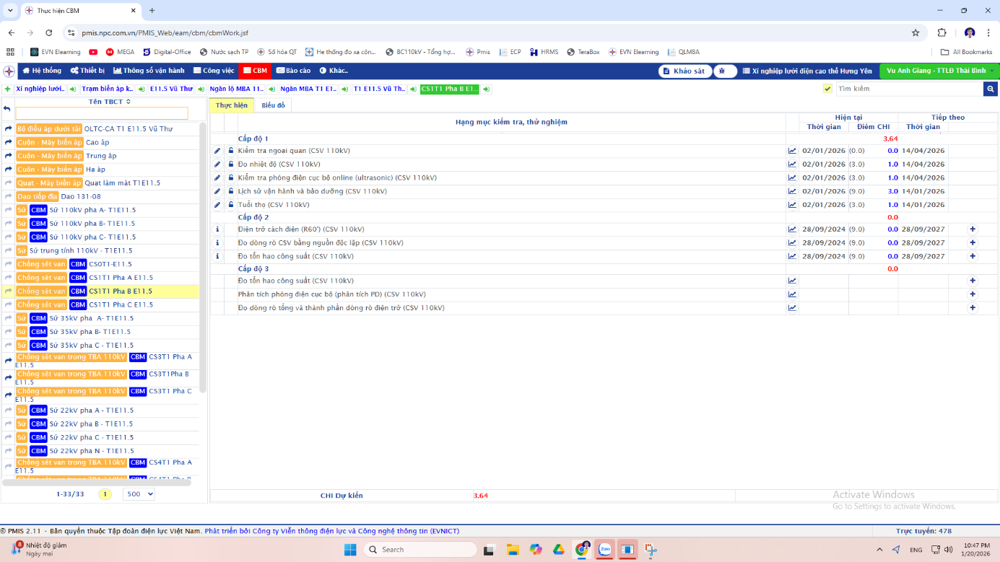 Thực hiện CBM
pmis.npc.com.vn/PMIS_Web/eam/cbm/cbmWork.jsf
EVN Elearning MEGA Digital-Office Nước sạch TP Số hóa QT He thống đo xa côn... BC110kV - Tổng hợ... Pmis ECP HRMS TeraBox EVN Elearning QLMBA All Bookmarks
Hệ thống Thiết bị Thông số vận hành Công việc CBM Báo cáo Khác.. Khảo sát Xí nghiệp lưới điện cao thế Hưng Yên Vu Anh Giang - TTLĐ Thái Bình
Xí nghiệp lưới.. Trạm biến áp k.. E11.5 Vũ Thư Ngăn lộ MBA 11.. Ngăn MBA T1 E1.. T1 E11.5 Vũ Th.. CS1T1 Pha B E1.. Tìm kiếm
Tên TBCT
Bộ điều áp dưới tải OLTC-CA T1 E11.5 Vũ Thư
Cuộn - Máy biến áp Cao áp
Cuộn - Máy biến áp Trung áp
Cuộn - Máy biến áp Hạ áp
Quạt - Máy biến áp Quạt làm mát T1E11.5
Dao tiếp địa Dao 131-08
Sứ CBM Sứ 110kV pha A- T1E11.5
Sứ CBM Sứ 110kV pha B- T1E11.5
Sứ CBM Sứ 110kV pha C- T1E11.5
Sứ Sứ trung tính 110kV - T1E11.5
Chống sét van CBM CS0T1-E11.5
Chống sét van CBM CS1T1 Pha A E11.5
Chống sét van CBM CS1T1 Pha B E11.5
Chống sét van CBM CS1T1 Pha C E11.5
Sứ CBM Sứ 35kV pha A- T1E11.5
Sứ CBM Sứ 35kV pha B- T1E11.5
Sứ CBM Sứ 35kV pha C - T1E11.5
Chống sét van trong TBA 110kV CBM CS3T1 Pha A
E11.5
Chống sét van trong TBA 110kV CBM CS3T1Pha B
E11.5
Chống sét van trong TBA 110kV CBM CS3T1 Pha C
E11.5
Sứ CBM Sứ 22kV pha A - T1E11.5
Sứ CBM Sứ 22kV pha B - T1E11.5
Sứ CBM Sứ 22kV pha C - T1E11.5
Sứ CBM Sứ 22kV pha N - T1E11.5
Chống sét van trong TBA 110kV CBM CS4T1 Pha A
E11.5
1-33/33 1 500
Thực hiện Biểu đồ
Hạng mục kiểm tra, thử nghiệm Hiện tại Tiếp theo
Thời gian Điểm CHI Thời gian
Cấp độ 1 3.64
Kiểm tra ngoại quan (CSV 110kV) 02/01/2026 (0.0) 0.0 14/04/2026
Đo nhiệt độ (CSV 110kV) 02/01/2026 (3.0) 1.0 14/04/2026
Kiểm tra phóng điện cục bộ online (ultrasonic) (CSV 110kV) 02/01/2026 (3.0) 1.0 14/04/2026
Lịch sử vận hành và bảo dưỡng (CSV 110kV) 02/01/2026 (9.0) 3.0 14/01/2026
Tuổi thọ (CSV 110kV) 02/01/2026 (3.0) 1.0 14/01/2026
Cấp độ 2 0.0
Điện trở cách điện (R60") (CSV 110kV) 28/09/2024 (9.0) 0.0 28/09/2027
Đo dòng rò CSV bằng nguồn độc lập (CSV 110kV) 28/09/2024 (9.0) 0.0 28/09/2027
Đo tổn hao công suất (CSV 110kV) 28/09/2024 (9.0) 0.0 28/09/2027
Cấp độ 3 0.0
Đo tổn hao công suất (CSV 110kV)
Phân tích phóng điện cục bộ (phân tích PD) (CSV 110kV)
Đo dòng rò tổng và thành phần dòng rò điện trở (CSV 110kV)
CHI Dự kiến 3.64
Activate Windows
Go to Settings to activate Windows.
© PMIS 2.11 · Bản quyền thuộc Tập đoàn điện lực Việt Nam. Phát triển bởi Công ty Viễn thông điện lực và Công nghệ thông tin (EVNICT) Trực tuyến: 478
8 Nhiệt độ giảm
Ngày mai
Search
Zalo
ENG
10:47 PM
1/20/2026